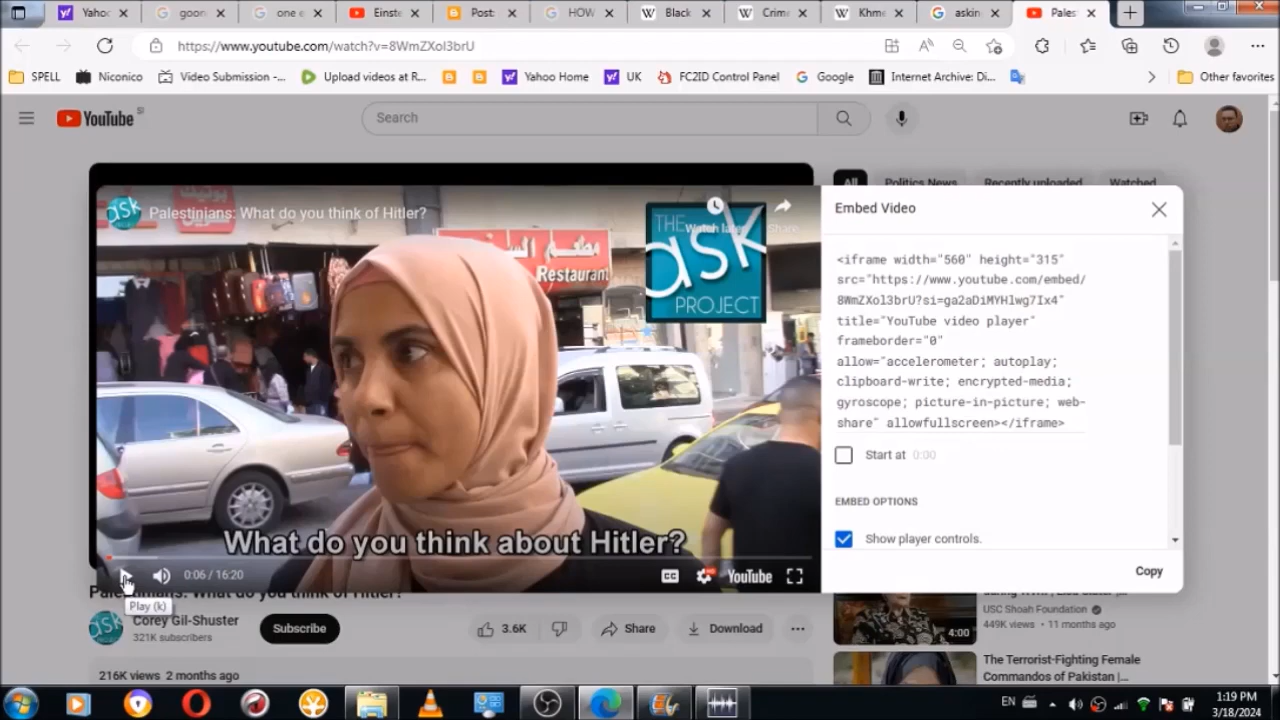 Yahoo
goon
one e
Einste
Post:
HOW
Black
Crime
Khme
askin
Pales
https://www.youtube.com/watch?v=8WmZXol3brU
SPELL
Niconico
Video Submission -...
Upload videos at R...
Yahoo Home
UK
FC2ID Control Panel
Google
Internet Archive: Di...
Other favorites
YouTube
SI
Search
All
Politics News
Recently uploaded
Watched
ask
Palestinians: What do you think of Hitler?
Watch later
Share
THE
ask
PROJECT
السـ
Restaurant
What do you think about Hitler?
0:06 / 16:20
CC
YouTube
Play (k)
Embed Video
<iframe width="560" height="315"
src="https://www.youtube.com/embed/
8WmZXol3brU?si=ga2aDiMYHlwg7Ix4"
title="YouTube video player"
frameborder="0"
allow="accelerometer; autoplay;
clipboard-write; encrypted-media;
gyroscope; picture-in-picture; web-
share" allowfullscreen></iframe>
Start at 0:00
EMBED OPTIONS
Show player controls.
Copy
Palestinians: What do you think of Hitler?
ask
Corey Gil-Shuster
321K subscribers
Subscribe
3.6K
Share
Download
216K views 2 months ago
USC Shoah Foundation
449K views • 11 months ago
4:00
The Terrorist-Fighting Female
Commandos of Pakistan |...
EN
1:19 PM
3/18/2024